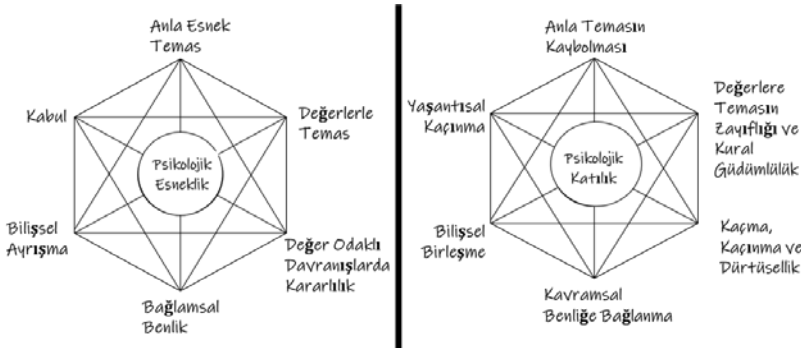 Anla Esnek
Temas
Kabul
Değerlerle
Temas
Psikolojik
Esneklik
Bilişsel
Ayrışma
Değer Odaklı
Davranışlarda
Kararlılık
Bağlamsal
Benlik
Anla Temasın
Kaybolması
Yaşantısal
Kaçınma
Değerlere
Temasın
Zayıflığı ve
Kural
Güdümlülük
Psikolojik
Katılık
Bilişsel
Birleşme
Kaçma,
Kaçınma ve
Dürtüsellik
Kavramsal
Benliğe Bağlanma